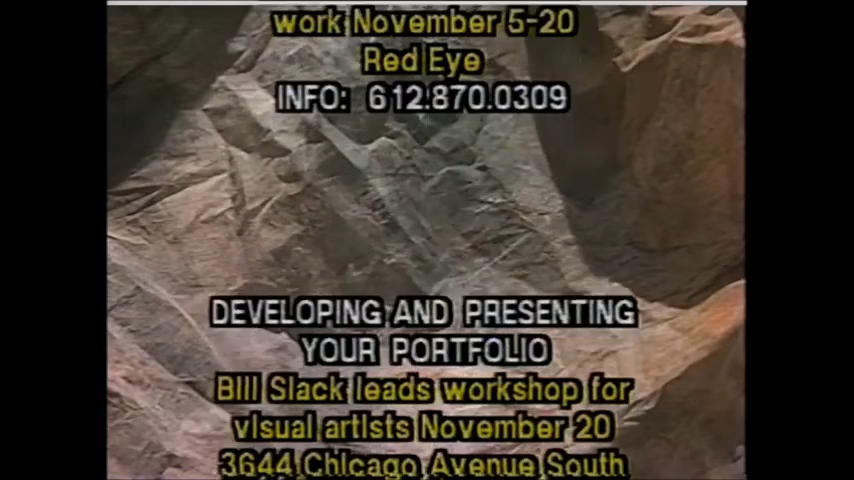 work November 5-20
Red Eye
INFO: 612.870.0309
DEVELOPING AND PRESENTING
YOUR PORTFOLIO
Bill Slack leads workshop for
visual artists November 20
3644 Chicago Avenue South